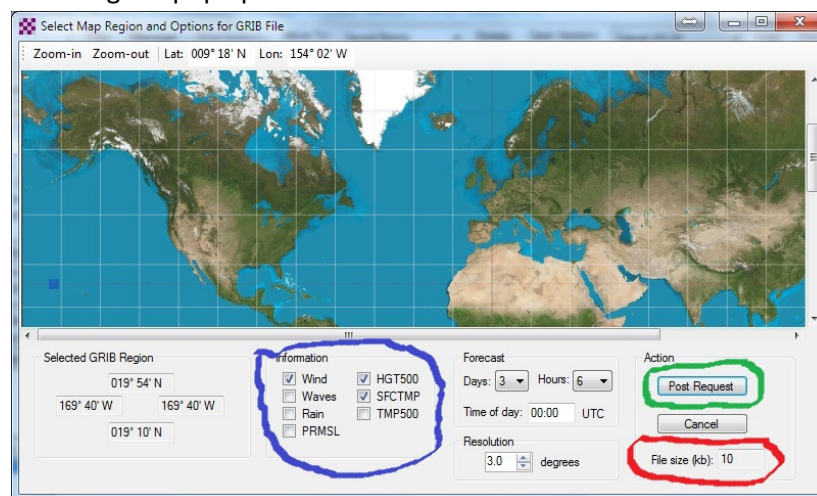 Select Map Region and Options for GRIB File
Zoom-in Zoom-out Lat: 009° 18' N Lon: 154° 02' W
Selected GRIB Region
019° 54' N
169° 40' W 169° 40' W
019° 10' N
Information
Wind HGT500
Waves SFCTMP
Rain TMP500
PRMSL
Forecast
Days: 3 Hours: 6
Time of day: 00:00 UTC
Resolution
3.0 degrees
Action
Post Request
Cancel
File size (kb): 10